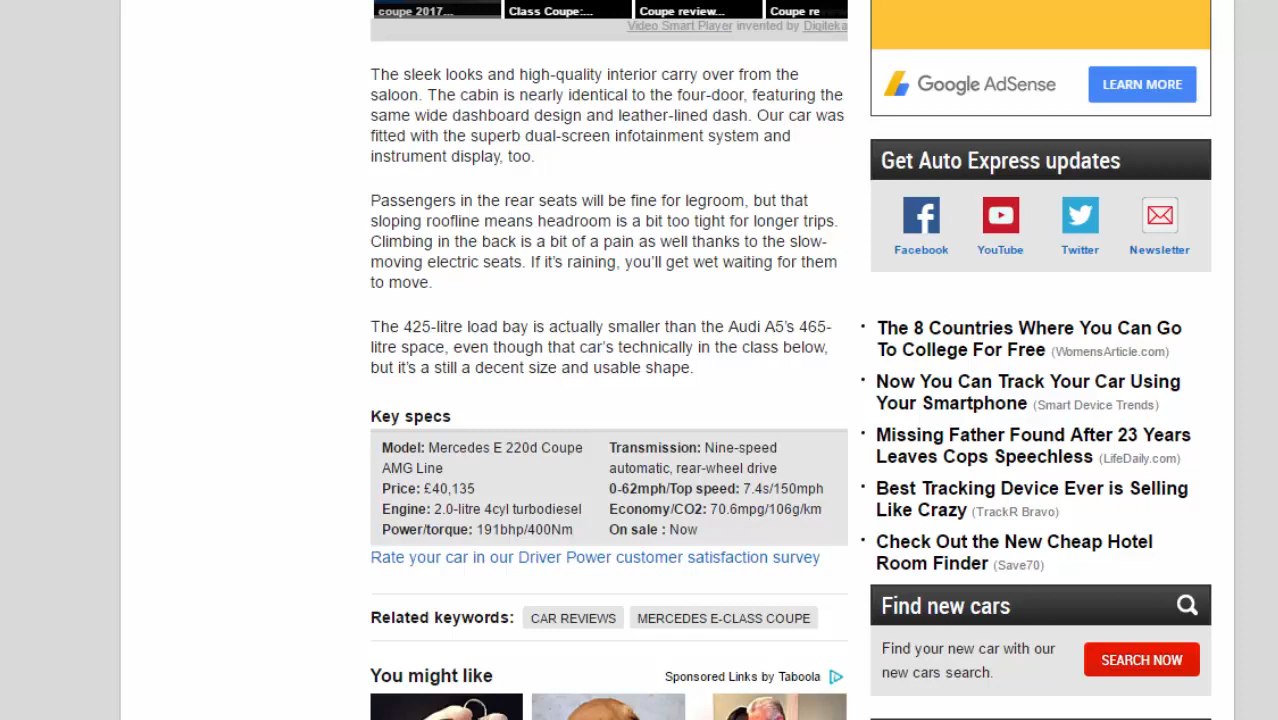 coupe 2017...
Class Coupe:...
Coupe review...
Coupe re
Video Smart Player invented by Digiteka
The sleek looks and high-quality interior carry over from the
saloon. The cabin is nearly identical to the four-door, featuring the
same wide dashboard design and leather-lined dash. Our car was
fitted with the superb dual-screen infotainment system and
instrument display, too.
Passengers in the rear seats will be fine for legroom, but that
sloping roofline means headroom is a bit too tight for longer trips.
Climbing in the back is a bit of a pain as well thanks to the slow-
moving electric seats. If it’s raining, you’ll get wet waiting for them
to move.
The 425-litre load bay is actually smaller than the Audi A5’s 465-
litre space, even though that car’s technically in the class below,
but it’s a still a decent size and usable shape.
Key specs
Model: Mercedes E 220d Coupe
AMG Line
Price: £40,135
Engine: 2.0-litre 4cyl turbodiesel
Power/torque: 191bhp/400Nm
Transmission: Nine-speed
automatic, rear-wheel drive
0-62mph/Top speed: 7.4s/150mph
Economy/CO2: 70.6mpg/106g/km
On sale : Now
Rate your car in our Driver Power customer satisfaction survey
Related keywords: CAR REVIEWS MERCEDES E-CLASS COUPE
You might like
Sponsored Links by Taboola
Google AdSense
LEARN MORE
Get Auto Express updates
Facebook YouTube Twitter Newsletter
· The 8 Countries Where You Can Go
To College For Free (WomensArticle.com)
· Now You Can Track Your Car Using
Your Smartphone (Smart Device Trends)
· Missing Father Found After 23 Years
Leaves Cops Speechless (LifeDaily.com)
· Best Tracking Device Ever is Selling
Like Crazy (TrackR Bravo)
· Check Out the New Cheap Hotel
Room Finder (Save70)
Find new cars
Find your new car with our
new cars search.
SEARCH NOW